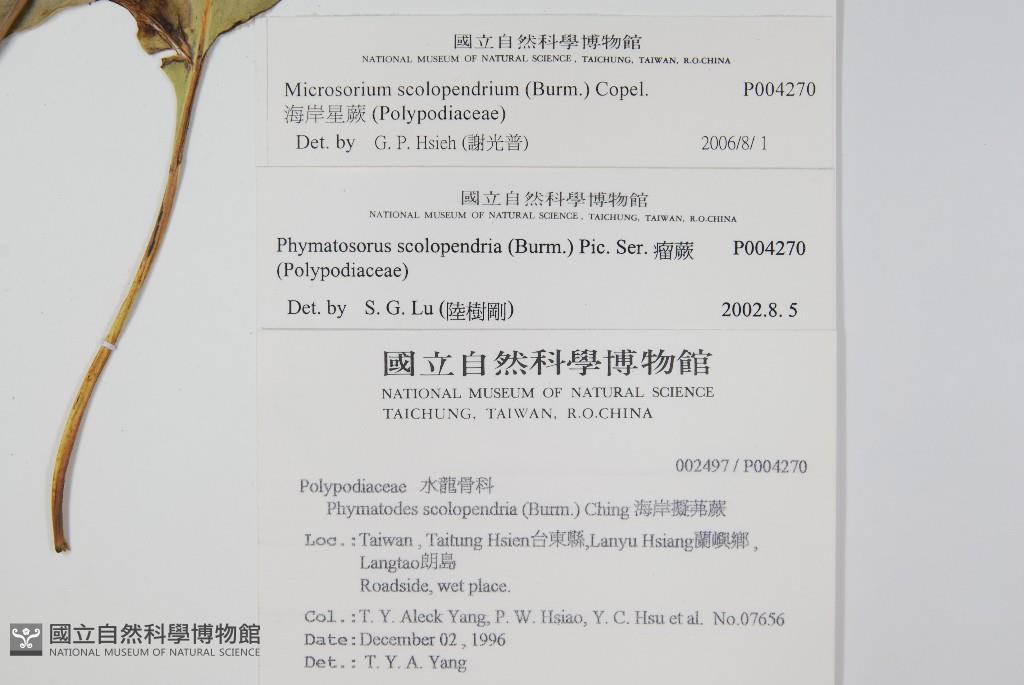 國立自然科學博物館
NATIONAL MUSEUM OF NATURAL SCIENCE, TAICHUNG, TAIWAN, R.O.CHINA
Microsorium scolopendrium (Burm.) Copel. P004270
海岸星蕨 (Polypodiaceae)
Det. by G. P. Hsieh (謝光普) 2006/8/ 1
國立自然科學博物館
NATIONAL MUSEUM OF NATURAL SCIENCE, TAICHUNG, TAIWAN, R.O.CHINA
Phymatosorus scolopendria (Burm.) Pic. Ser. 瘤蕨 P004270
(Polypodiaceae)
Det. by S. G. Lu (陸樹剛) 2002.8. 5
國立自然科學博物館
NATIONAL MUSEUM OF NATURAL SCIENCE
TAICHUNG, TAIWAN, R.O.CHINA
002497 / P004270
Polypodiaceae 水龍骨科
Phymatodes scolopendria (Burm.) Ching 海岸擬茀蕨
Loc.:Taiwan , Taitung Hsien台東縣,Lanyu Hsiang蘭嶼鄉 ,
Langtao朗島
Roadside, wet place.
Col.:T. Y. Aleck Yang, P. W. Hsiao, Y. C. Hsu et al. No.07656
Date:December 02 , 1996
Det.: T. Y. A. Yang
國立自然科學博物館
NATIONAL MUSEUM OF NATURAL SCIENCE